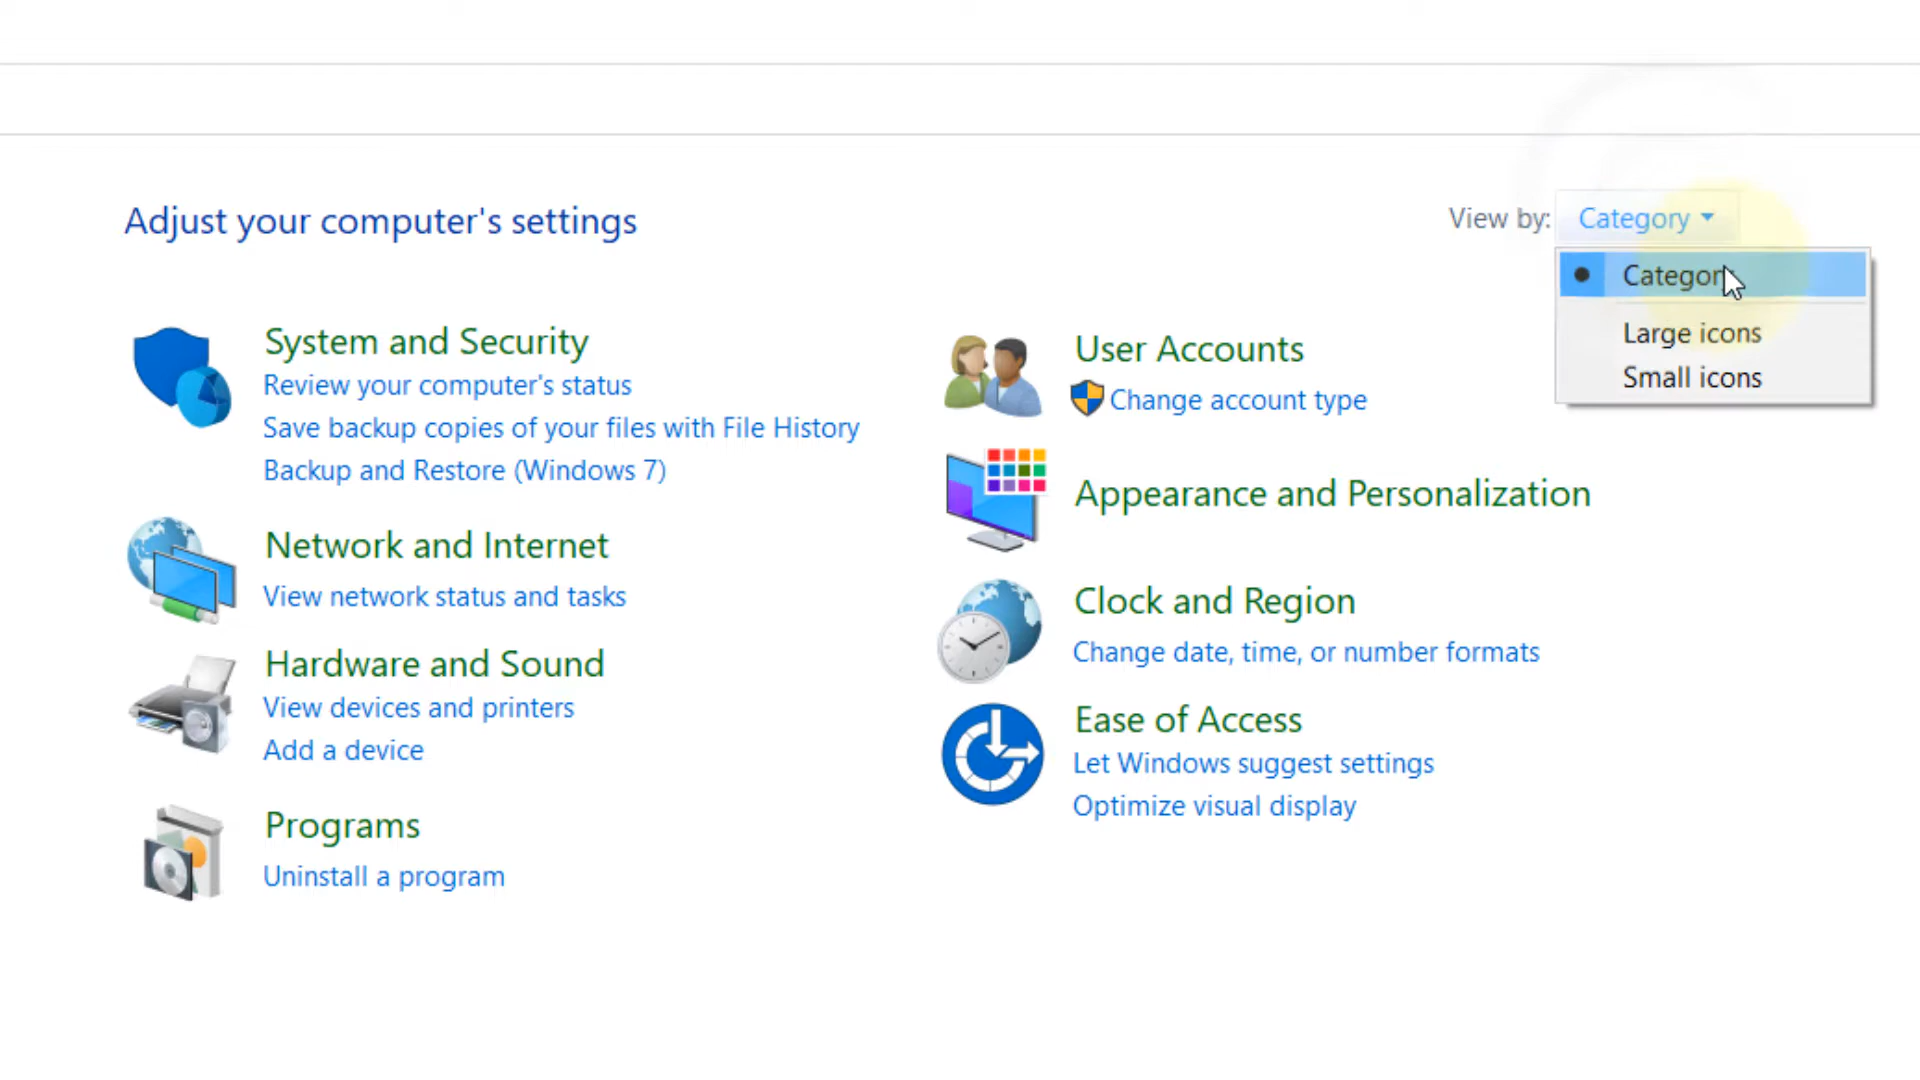 Adjust your computer's settings
View by: Category
Category
Large icons
Small icons
System and Security
Review your computer's status
Save backup copies of your files with File History
Backup and Restore (Windows 7)
Network and Internet
View network status and tasks
Hardware and Sound
View devices and printers
Add a device
Programs
Uninstall a program
User Accounts
Change account type
Appearance and Personalization
Clock and Region
Change date, time, or number formats
Ease of Access
Let Windows suggest settings
Optimize visual display